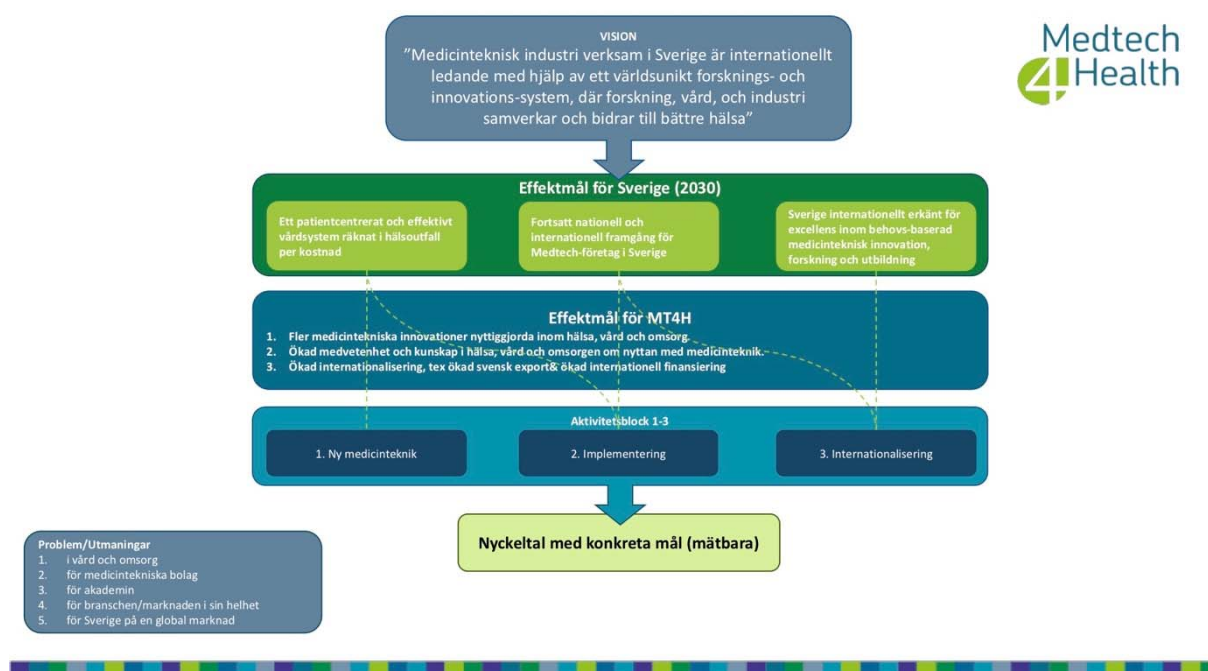 VISION
”Medicinteknisk industri verksam i Sverige är internationellt
ledande med hjälp av ett världsunikt forsknings- och
innovations-system, där forskning, vård, och industri
samverkar och bidrar till bättre hälsa”
Medtech
4Health
Effektmål för Sverige (2030)
Ett patientcentrerat och effektivt
vårdsystem räknat i hälsoutfall
per kostnad
Fortsatt nationell och
internationell framgång för
Medtech-företag i Sverige
Sverige internationellt erkänt för
excellens inom behovs-baserad
medicinteknisk innovation,
forskning och utbildning
Effektmål för MT4H
1. Fler medicintekniska innovationer nyttiggjorda inom hälsa, vård och omsorg.
2. Ökad medvetenhet och kunskap i hälsa, vård och omsorgen om nyttan med medicinteknik.
3. Ökad internationalisering, tex ökad svensk export& ökad internationell finansiering
Aktivitetsblock 1-3
1. Ny medicinteknik
2. Implementering
3. Internationalisering
Nyckeltal med konkreta mål (mätbara)
Problem/Utmaningar
1. i vård och omsorg
2. för medicintekniska bolag
3. för akademin
4. för branschen/marknaden i sin helhet
5. för Sverige på en global marknad